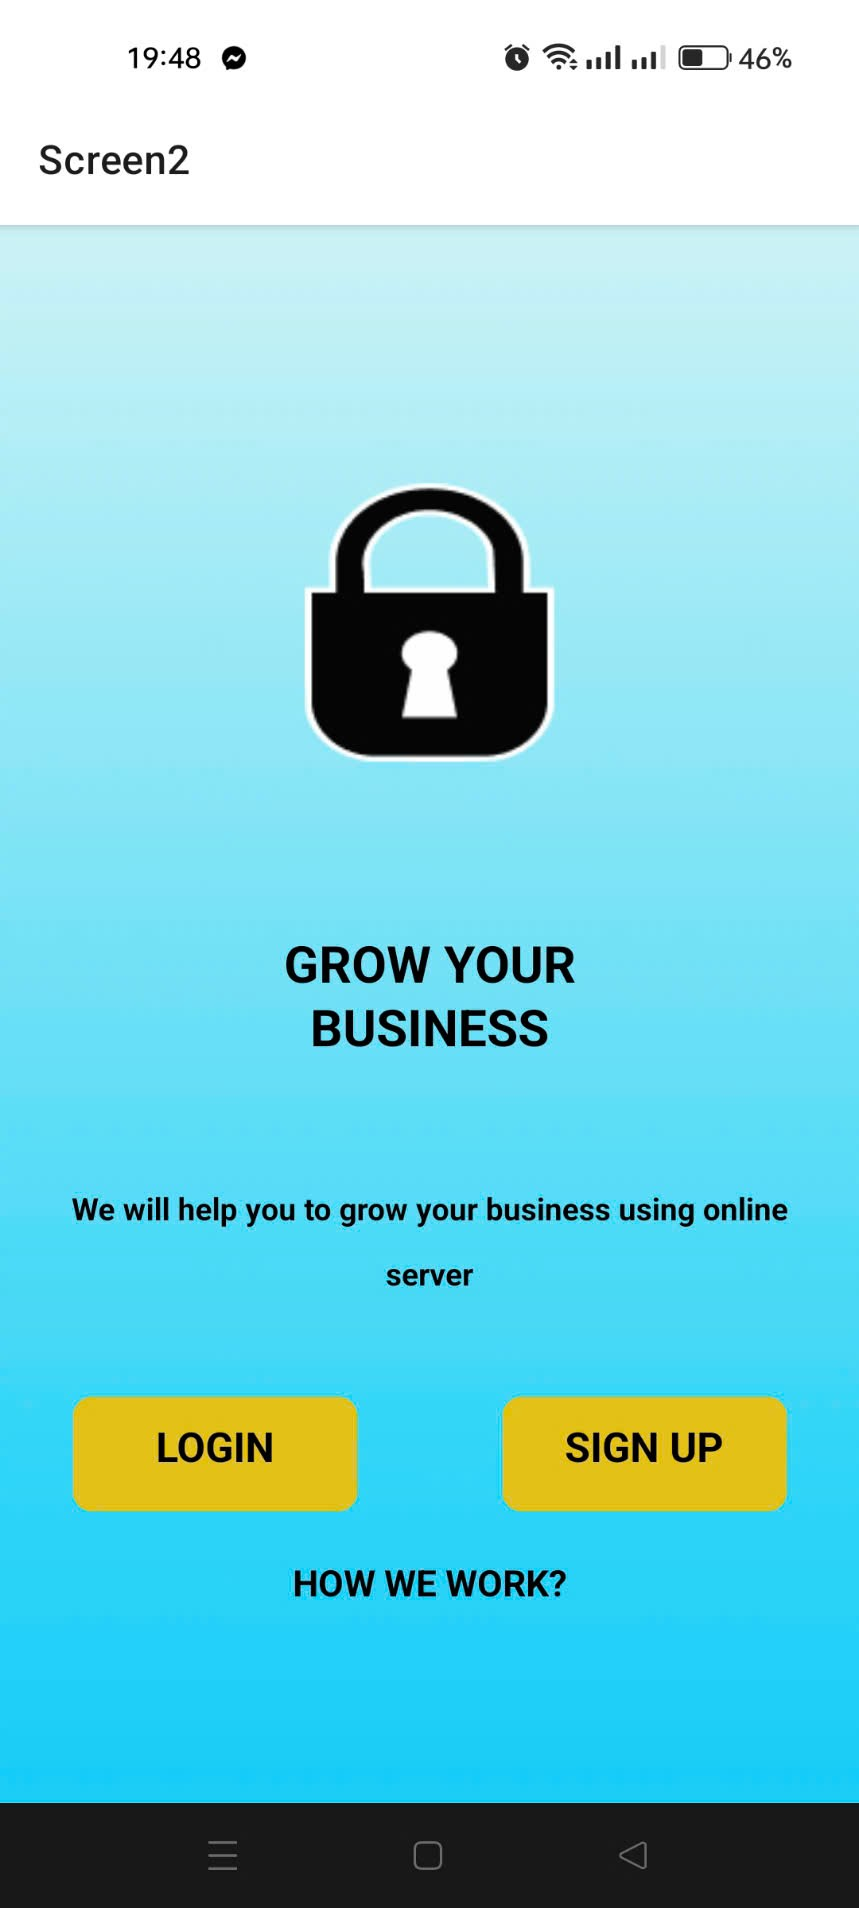 19:48
46%
Screen2
GROW YOUR
BUSINESS
We will help you to grow your business using online
server
LOGIN
SIGN UP
HOW WE WORK?